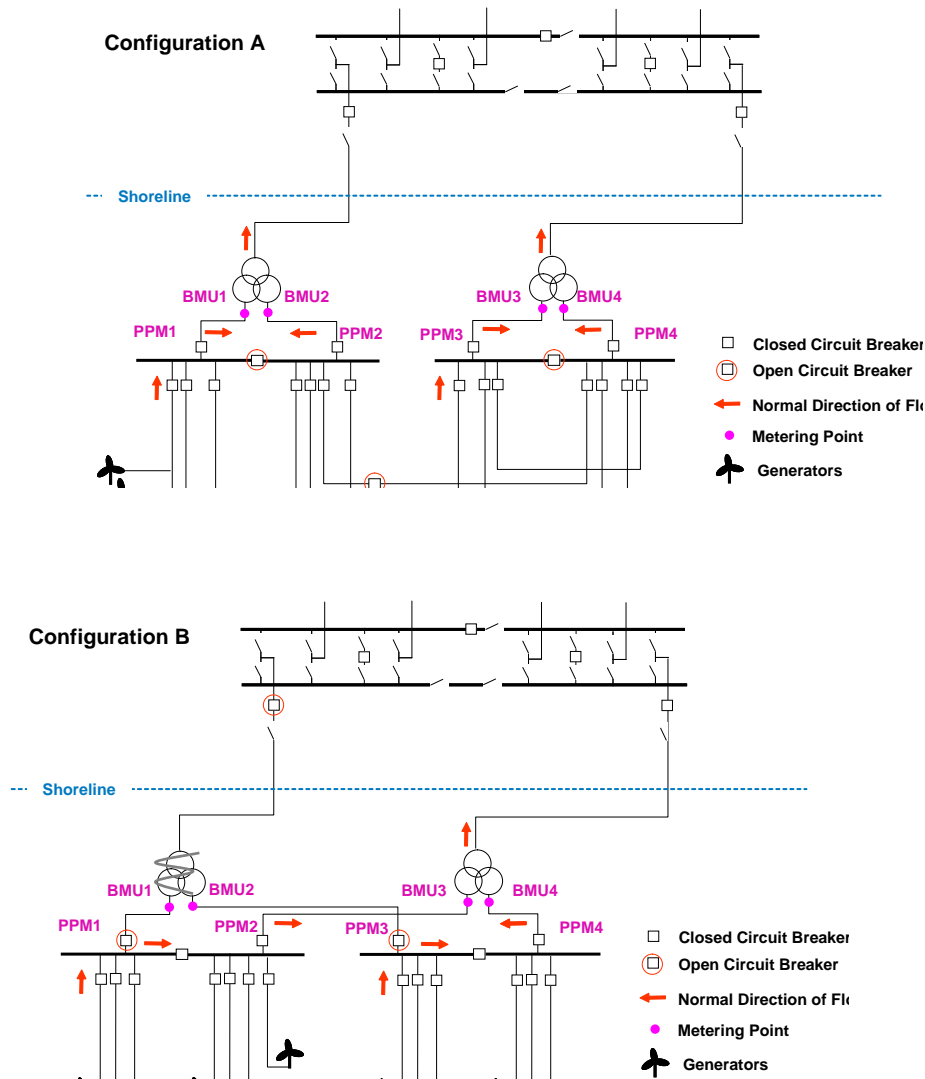 Configuration A
Shoreline
BMU1 BMU2
BMU3 BMU4
PPM1 PPM2
PPM3 PPM4
Closed Circuit Breaker
Open Circuit Breaker
Normal Direction of Flo
Metering Point
Generators
Configuration B
Shoreline
BMU1 BMU2
BMU3 BMU4
PPM1 PPM2 PPM3 PPM4
Closed Circuit Breaker
Open Circuit Breaker
Normal Direction of Flo
Metering Point
Generators